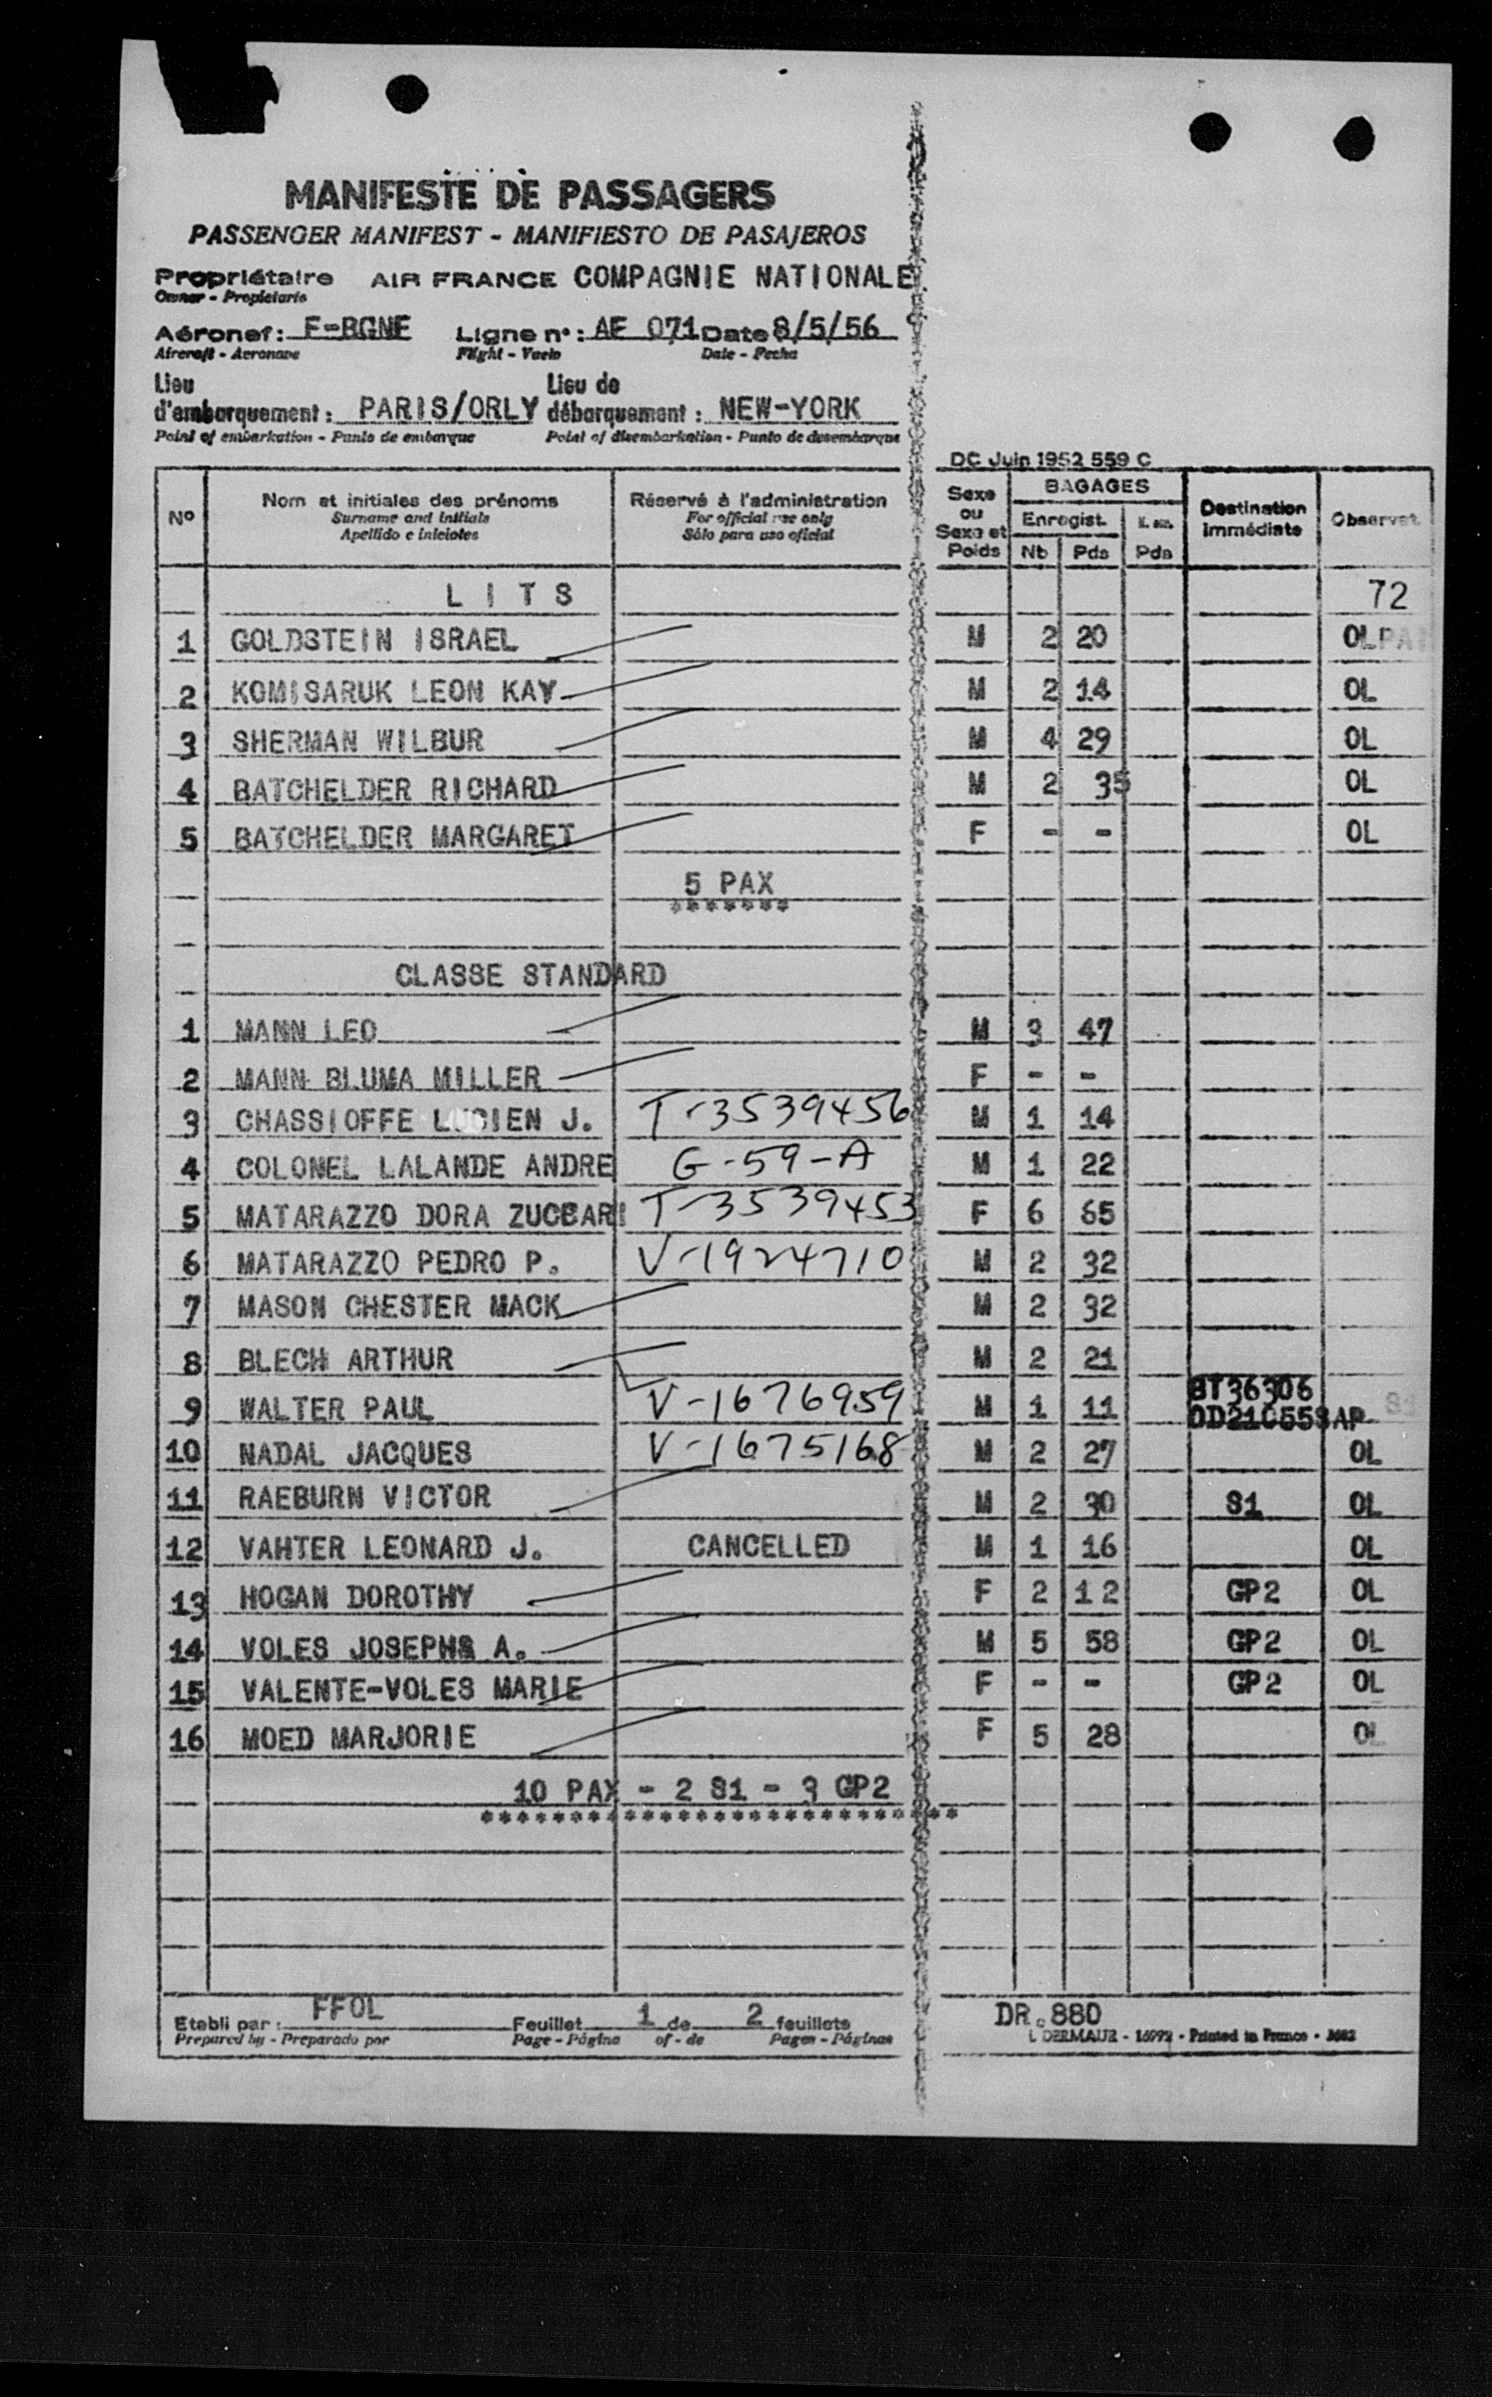 MANIFESTE DE PASSAGERS
PASSENGER MANIFEST - MANIFIESTO DE PASAJEROS
Propriétaire AIR FRANCE COMPAGNIE NATIONALE
Owner - Propietario
Aéronef : F-BGNE Ligne n° : AF 071 Date 8/5/56
Aircraft - Aeronave Flight - Vuelo Date - Fecha
Lieu d'embarquement : PARIS/ORLY Lieu de débarquement : NEW-YORK
Point of embarkation - Punto de embarque Point of disembarkation - Punto de desembarque
DC Juin 1952 559 C
N° Nom et initiales des prénoms Réservé à l'administration Sexe ou Sexe et Poids BAGAGES Destination immédiate Observat.
Surname and initials For official use only Enregist.
Apellido e iniciales Sólo para uso oficial Nb Pds Pds
LITS 72
1 GOLDSTEIN ISRAEL M 2 20 OL
2 KOMISARUK LEON KAY M 2 14 OL
3 SHERMAN WILBUR M 4 29 OL
4 BATCHELDER RICHARD M 2 35 OL
5 BATCHELDER MARGARET F - - OL
5 PAX
*******
CLASSE STANDARD
1 MANN LEO M 3 47
2 MANN BLUMA MILLER F - -
3 CHASSIOFFE LUCIEN J. T-3539456 M 1 14
4 COLONEL LALANDE ANDRE G-59-A M 1 22
5 MATARAZZO DORA ZUCCARI T-3539453 F 6 65
6 MATARAZZO PEDRO P. V-1924710 M 2 32
7 MASON CHESTER MACK M 2 32
8 BLECH ARTHUR M 2 21
9 WALTER PAUL V-1676959 M 1 11 BT36306 OD210558AP S1
10 NADAL JACQUES V-1675168 M 2 27 OL
11 RAEBURN VICTOR M 2 30 S1 OL
12 VAHTER LEONARD J. CANCELLED M 1 16 OL
13 HOGAN DOROTHY F 2 12 GP2 OL
14 VOLES JOSEPHS A. M 5 58 GP2 OL
15 VALENTE-VOLES MARIE F - - GP2 OL
16 MOED MARJORIE F 5 28 OL
10 PAX - 2 S1 - 3 GP2
***************************
Etabli par : FFOL Feuillet 1 de 2 feuillets DR.880
Prepared by - Preparado por Page - Página of - de Pages - Páginas DERMAUR - 16992 - Printed in France -